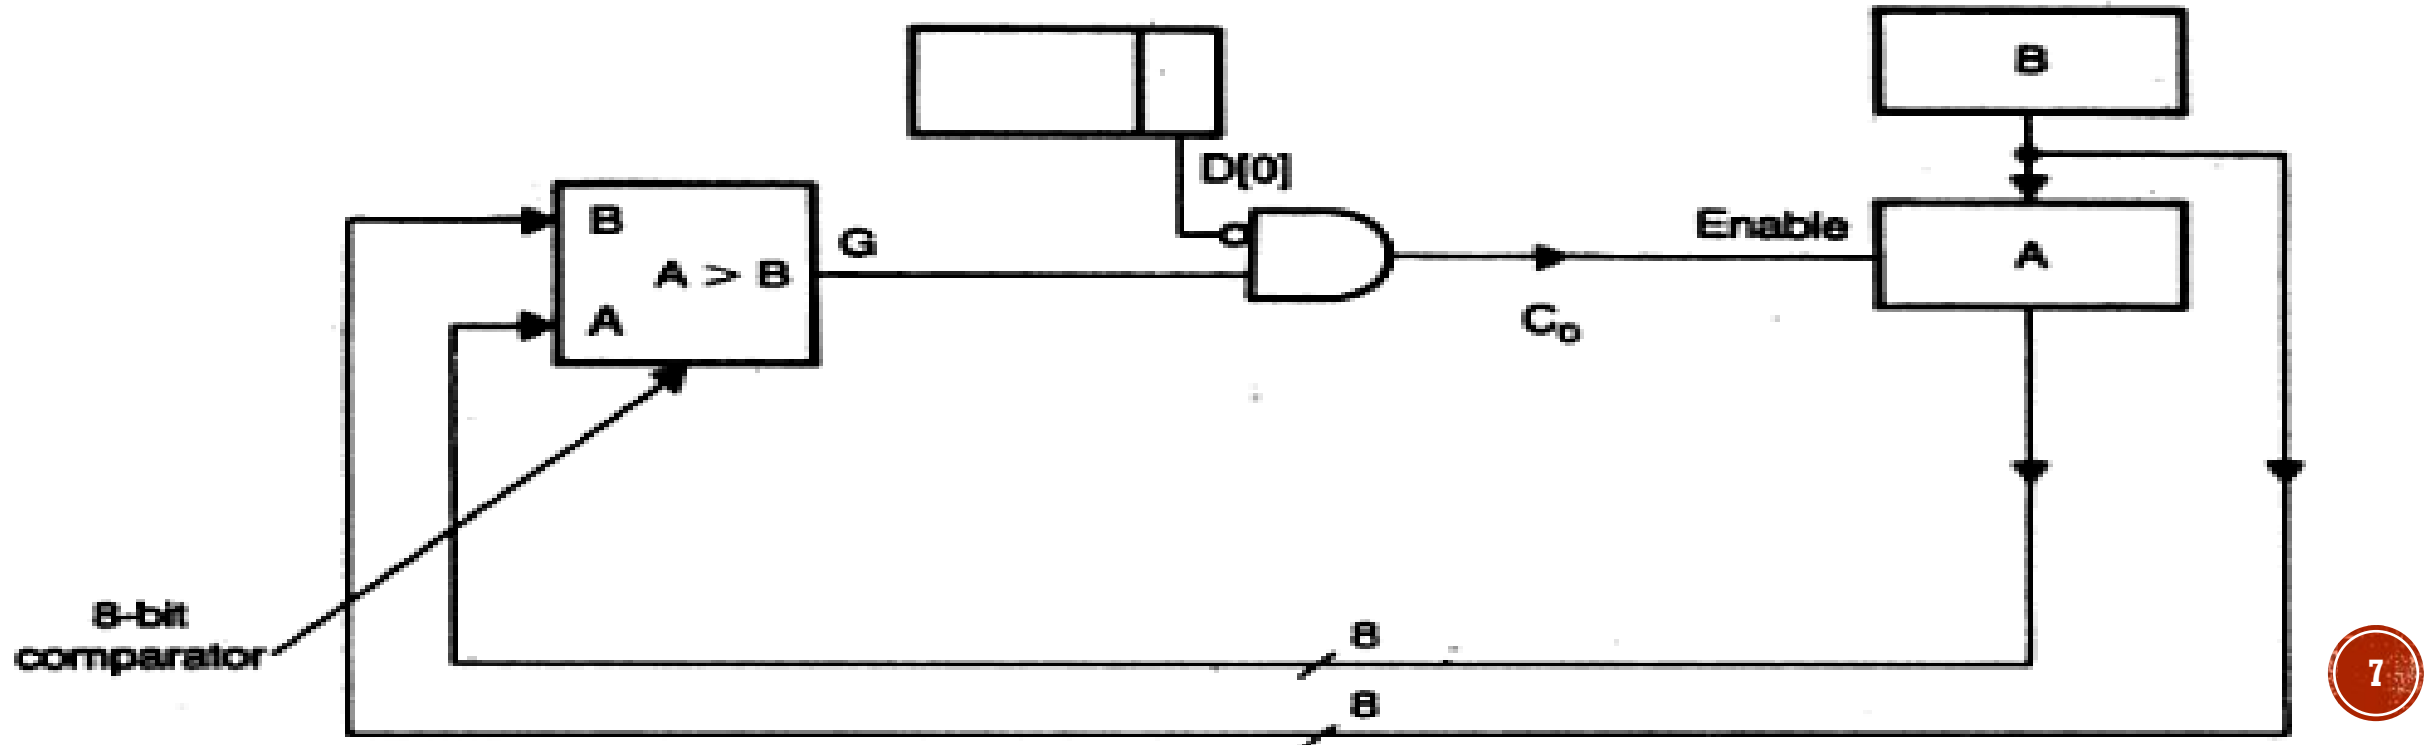 B
D[0]
B
G
Enable
A > B
A
A
C₀
8-bit
comparator
8
8
7